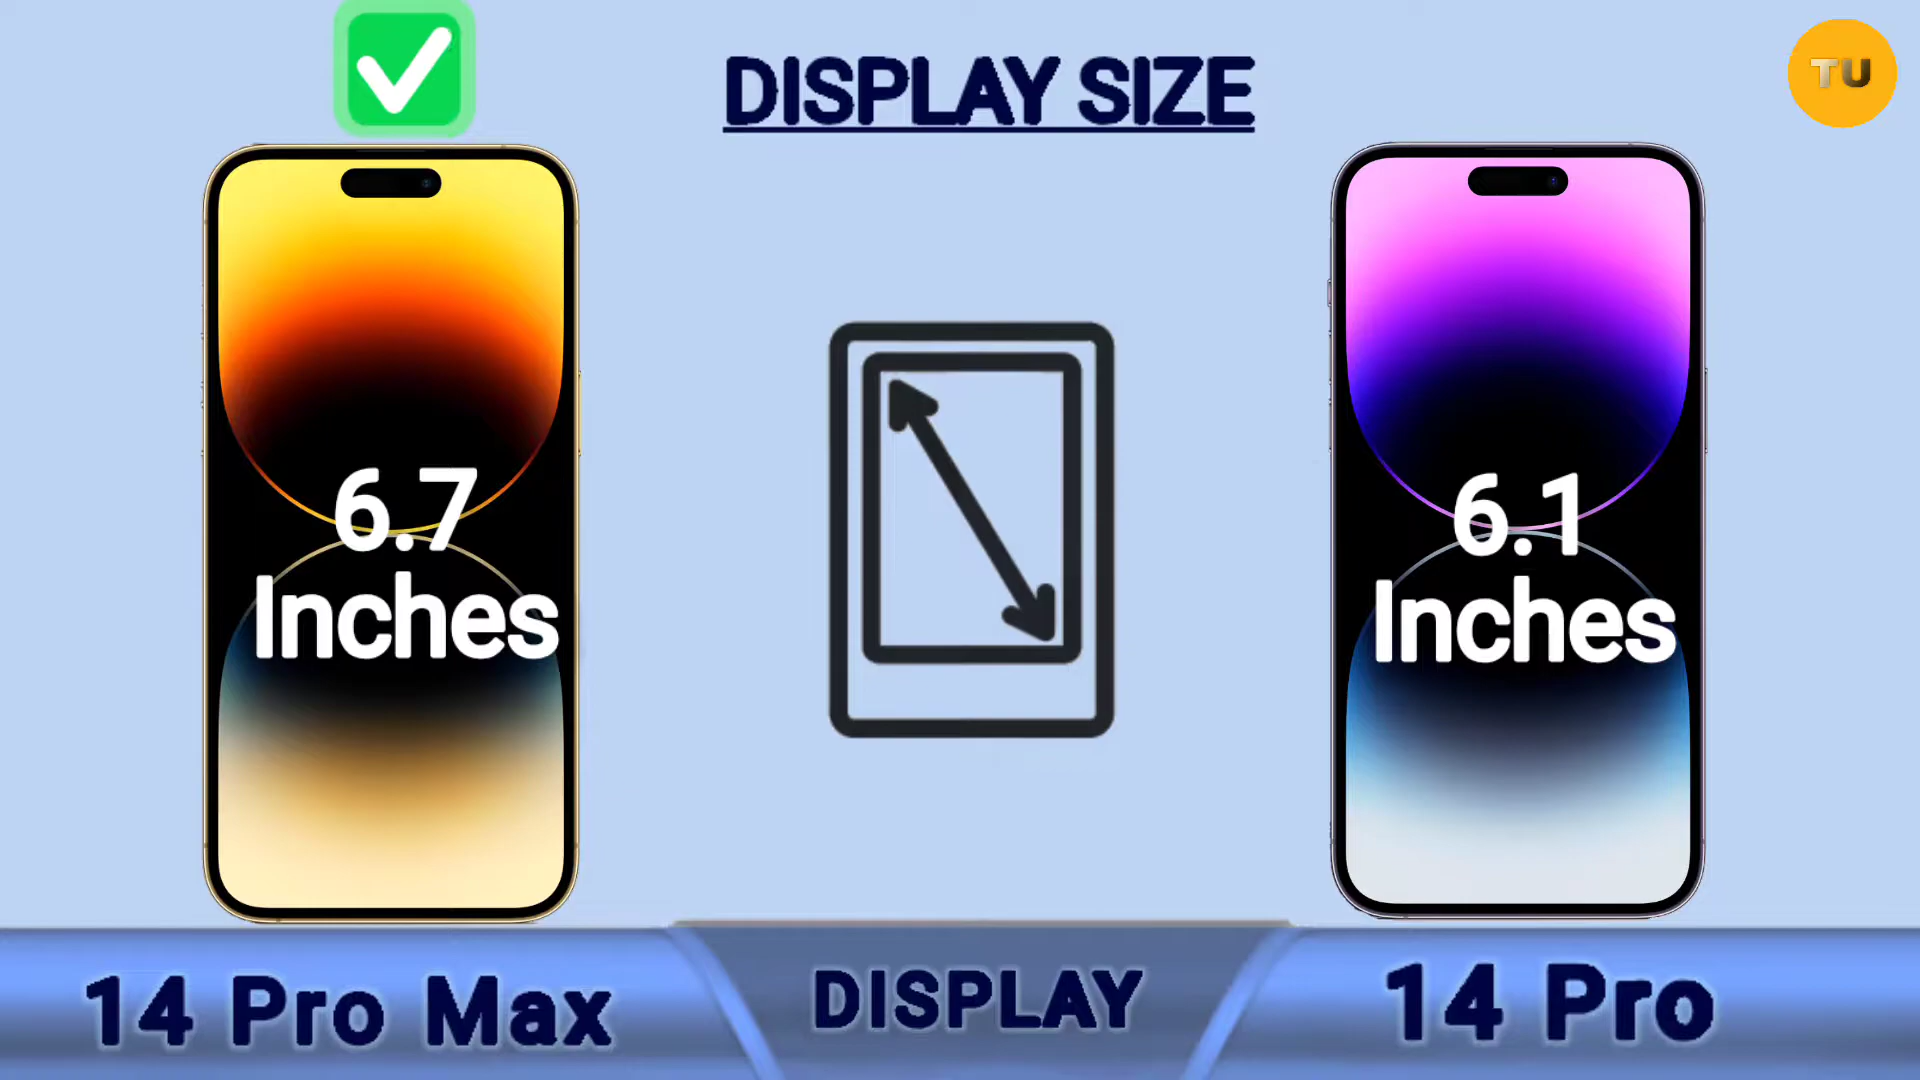 DISPLAY SIZE
TU
6.7
Inches
6.1
Inches
14 Pro Max
DISPLAY
14 Pro